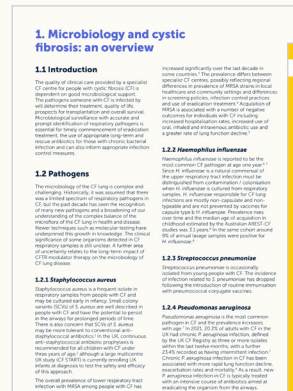 1. Microbiology and cystic
fibrosis: an overview
1.1 Introduction
The quality of clinical care provided by a specialist
CF centre for people with cystic fibrosis (CF) is
dependent on good microbiological support.
The pathogens someone with CF is infected by
will determine their treatment, quality of life,
prospects for transplantation and overall survival.
Microbiological surveillance with accurate and
prompt identification of respiratory pathogens is
essential for timely commencement of eradication
treatment, the use of appropriate long-term and
rescue antibiotics for those with chronic bacterial
infection and can also inform appropriate infection
control measures.
1.2 Pathogens
The microbiology of the CF lung is complex and
challenging. Historically, it was assumed that there
was a limited spectrum of respiratory pathogens in
CF, but the past decade has seen the recognition
of many new pathogens and a broadening of our
understanding of the complex balance of the
microflora of the CF lung in health and disease.
Newer techniques such as molecular testing have
underpinned this growth in knowledge. The clinical
significance of some organisms detected in CF
respiratory samples is still unclear. A further area
of uncertainty relates to the long-term impact of
CFTR modulator therapy on the microbiology of
CF lung disease.
1.2.1 Staphylococcus aureus
Staphylococcus aureus is a frequent isolate in
respiratory samples from people with CF and
may be cultured early in infancy. Small colony
variants (SCVs) of S. aureus are well described in
people with CF and have the potential to persist
in the airways for prolonged periods of time.
There is also concern that SCVs of S. aureus
may be more tolerant to conventional anti-
staphylococcal antibiotics.¹ In the UK, continuous
anti-staphylococcal antibiotic prophylaxis is
recommended for all children with CF under
three years of age,² although a large multicentre
UK study (CF START) is currently enrolling UK
infants at diagnosis to test the safety and efficacy
of this approach.
The overall prevalence of lower respiratory tract
infection with MRSA among people with CF has
increased significantly over the last decade in
some countries.³ The prevalence differs between
specialist CF centres, possibly reflecting regional
differences in prevalence of MRSA strains in local
healthcare and community settings and differences
in screening policies, infection control practices
and use of eradication treatment.⁴ Acquisition of
MRSA is associated with a number of negative
outcomes for individuals with CF including
increased hospitalisation rates, increased use of
oral, inhaled and intravenous antibiotic use and
a greater rate of lung function decline.⁵
1.2.2 Haemophilus influenzae
Haemophilus influenzae is reported to be the
most common CF pathogen at age one year.⁶˒⁷
Since H. influenzae is a natural commensal of
the upper respiratory tract infection must be
distinguished from contamination / colonisation
when H. influenzae is cultured from respiratory
samples. H. influenzae responsible for CF lung
infections are mostly non-capsule and non-
typeable and are not prevented by vaccines for
capsule type b H. influenzae. Prevalence rises
over time and the median age of acquisition in
childhood estimated by the Australian AREST-CF
studies was 3.1 years.⁸ In the same cohort around
9% of annual lavage samples were positive for
H. influenzae.⁸
1.2.3 Streptococcus pneumoniae
Streptococcus pneumoniae is occasionally
isolated from young people with CF. The incidence
of infection related to S. pneumoniae has dropped
following the introduction of routine immunisation
with pneumococcal conjugate vaccines.
1.2.4 Pseudomonas aeruginosa
Pseudomonas aeruginosa is the most common
pathogen in CF and the prevalence increases
with age.⁷ In 2021, 20.3% of adults with CF in the
UK had chronic P. aeruginosa infection, defined
by the UK CF Registry as three or more isolates
within the last twelve months, with a further
23.4% recorded as having intermittent infection.⁷
Chronic P. aeruginosa infection in CF has been
associated with more rapid lung function decline,
exacerbation rates and mortality.⁹ As a result, new
P. aeruginosa infection in CF is typically treated
with an intensive course of antibiotics aimed at
eradicating the organism from the airways.